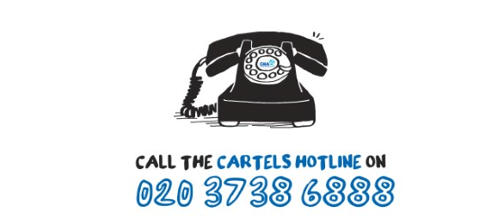 CMA
CALL THE CARTELS HOTLINE ON
020 3738 6888